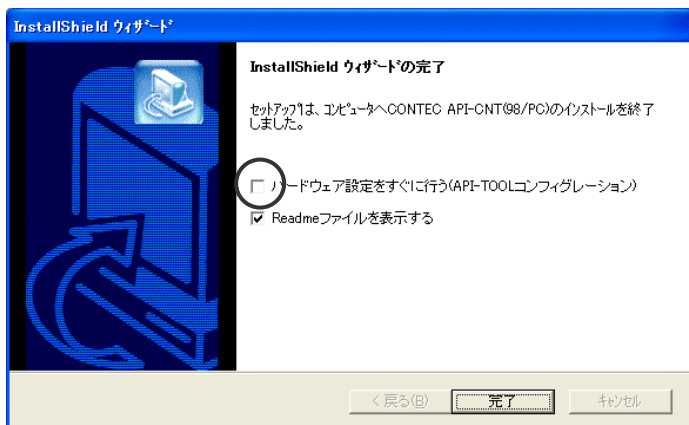 InstallShield ウィザード
InstallShield ウィザードの完了
セットアップは、コンピュータへCONTEC API-CNT(98/PC)のインストールを終了
しました。
ハードウェア設定をすぐに行う(API-TOOLコンフィグレーション)
Readmeファイルを表示する
< 戻る(B)
完了
キャンセル